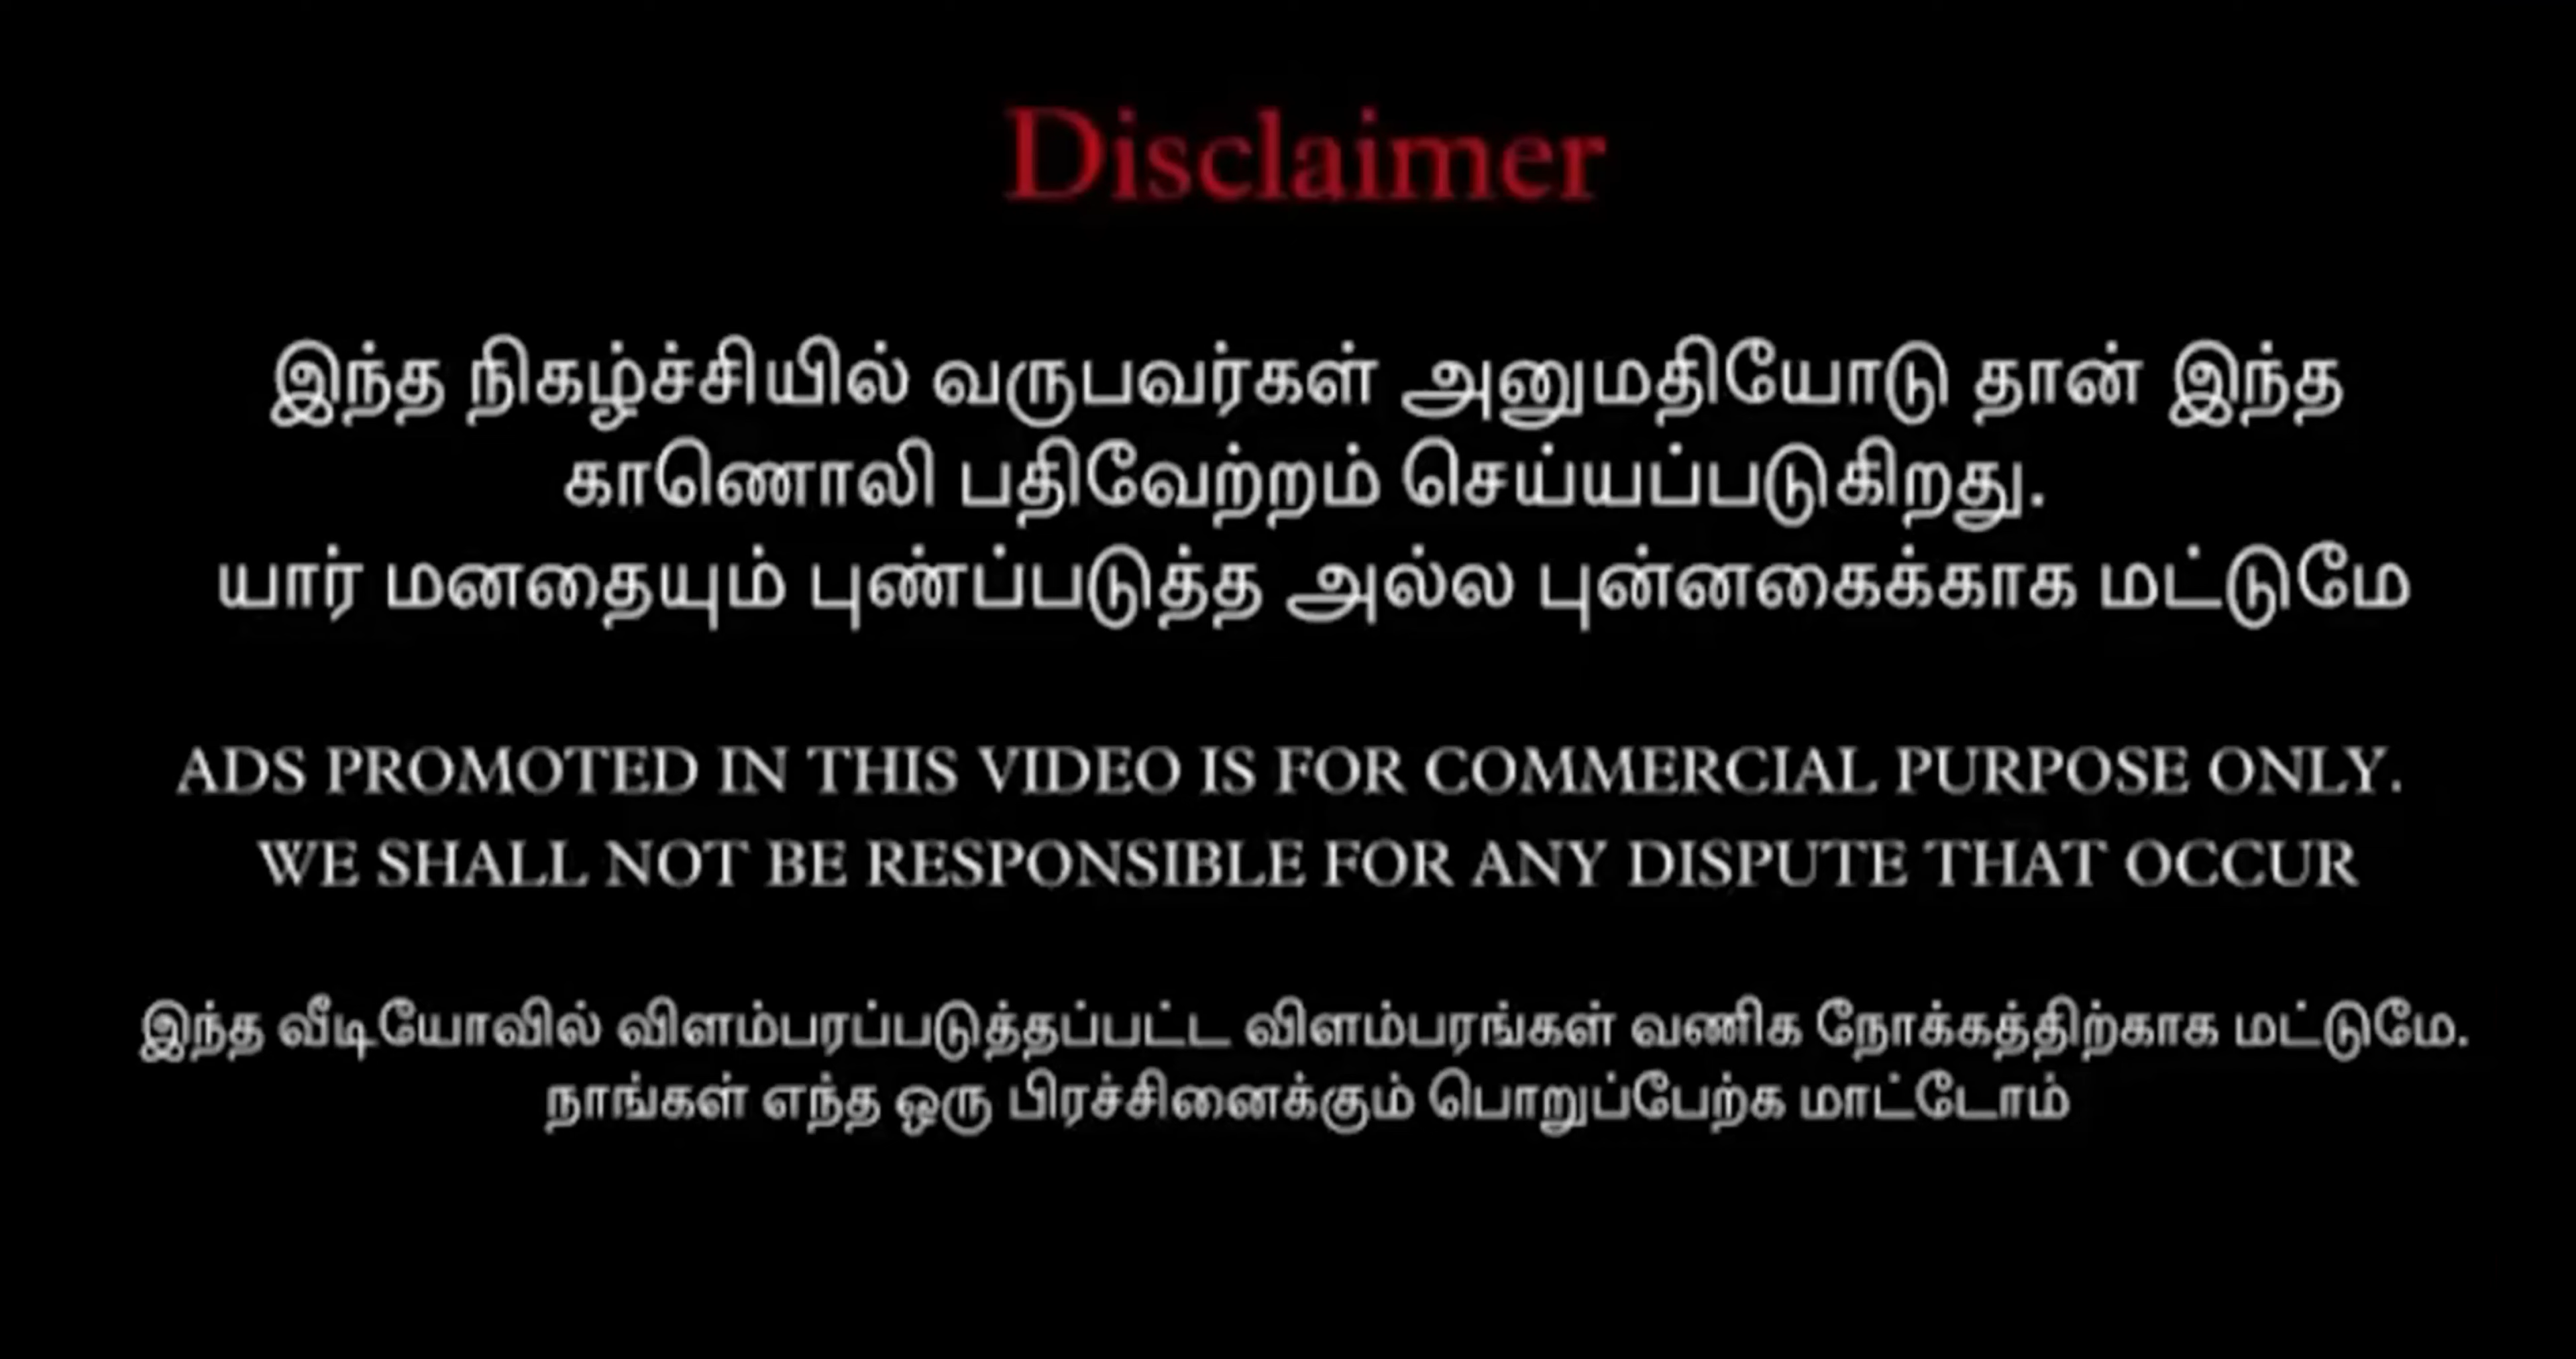 Disclaimer
இந்த நிகழ்ச்சியில் வருபவர்கள் அனுமதியோடு தான் இந்த
காணொலி பதிவேற்றம் செய்யப்படுகிறது.
யார் மனதையும் புண்ப்படுத்த அல்ல புன்னகைக்காக மட்டுமே
ADS PROMOTED IN THIS VIDEO IS FOR COMMERCIAL PURPOSE ONLY.
WE SHALL NOT BE RESPONSIBLE FOR ANY DISPUTE THAT OCCUR
இந்த வீடியோவில் விளம்பரப்படுத்தப்பட்ட விளம்பரங்கள் வணிக நோக்கத்திற்காக மட்டுமே.
நாங்கள் எந்த ஒரு பிரச்சினைக்கும் பொறுப்பேற்க மாட்டோம்